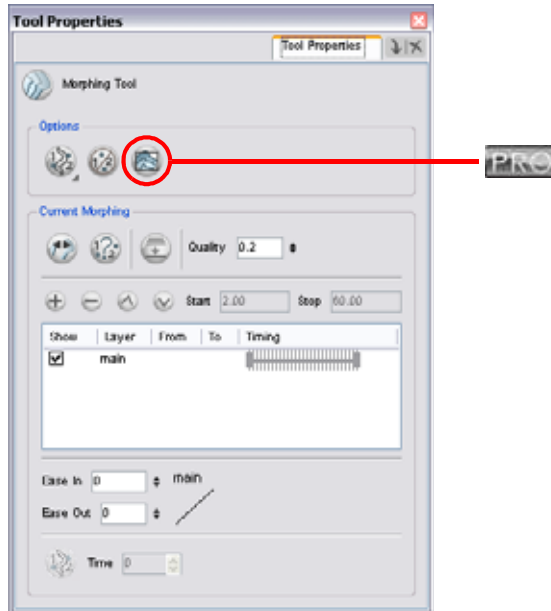 Tool Properties
Tool Properties
Morphing Tool
Options
PRO
Current Morphing
Quality 0.2
Start 2.00 Stop 60.00
Show Layer From To Timing
main
Ease In 0 main
Ease Out 0
Time 0